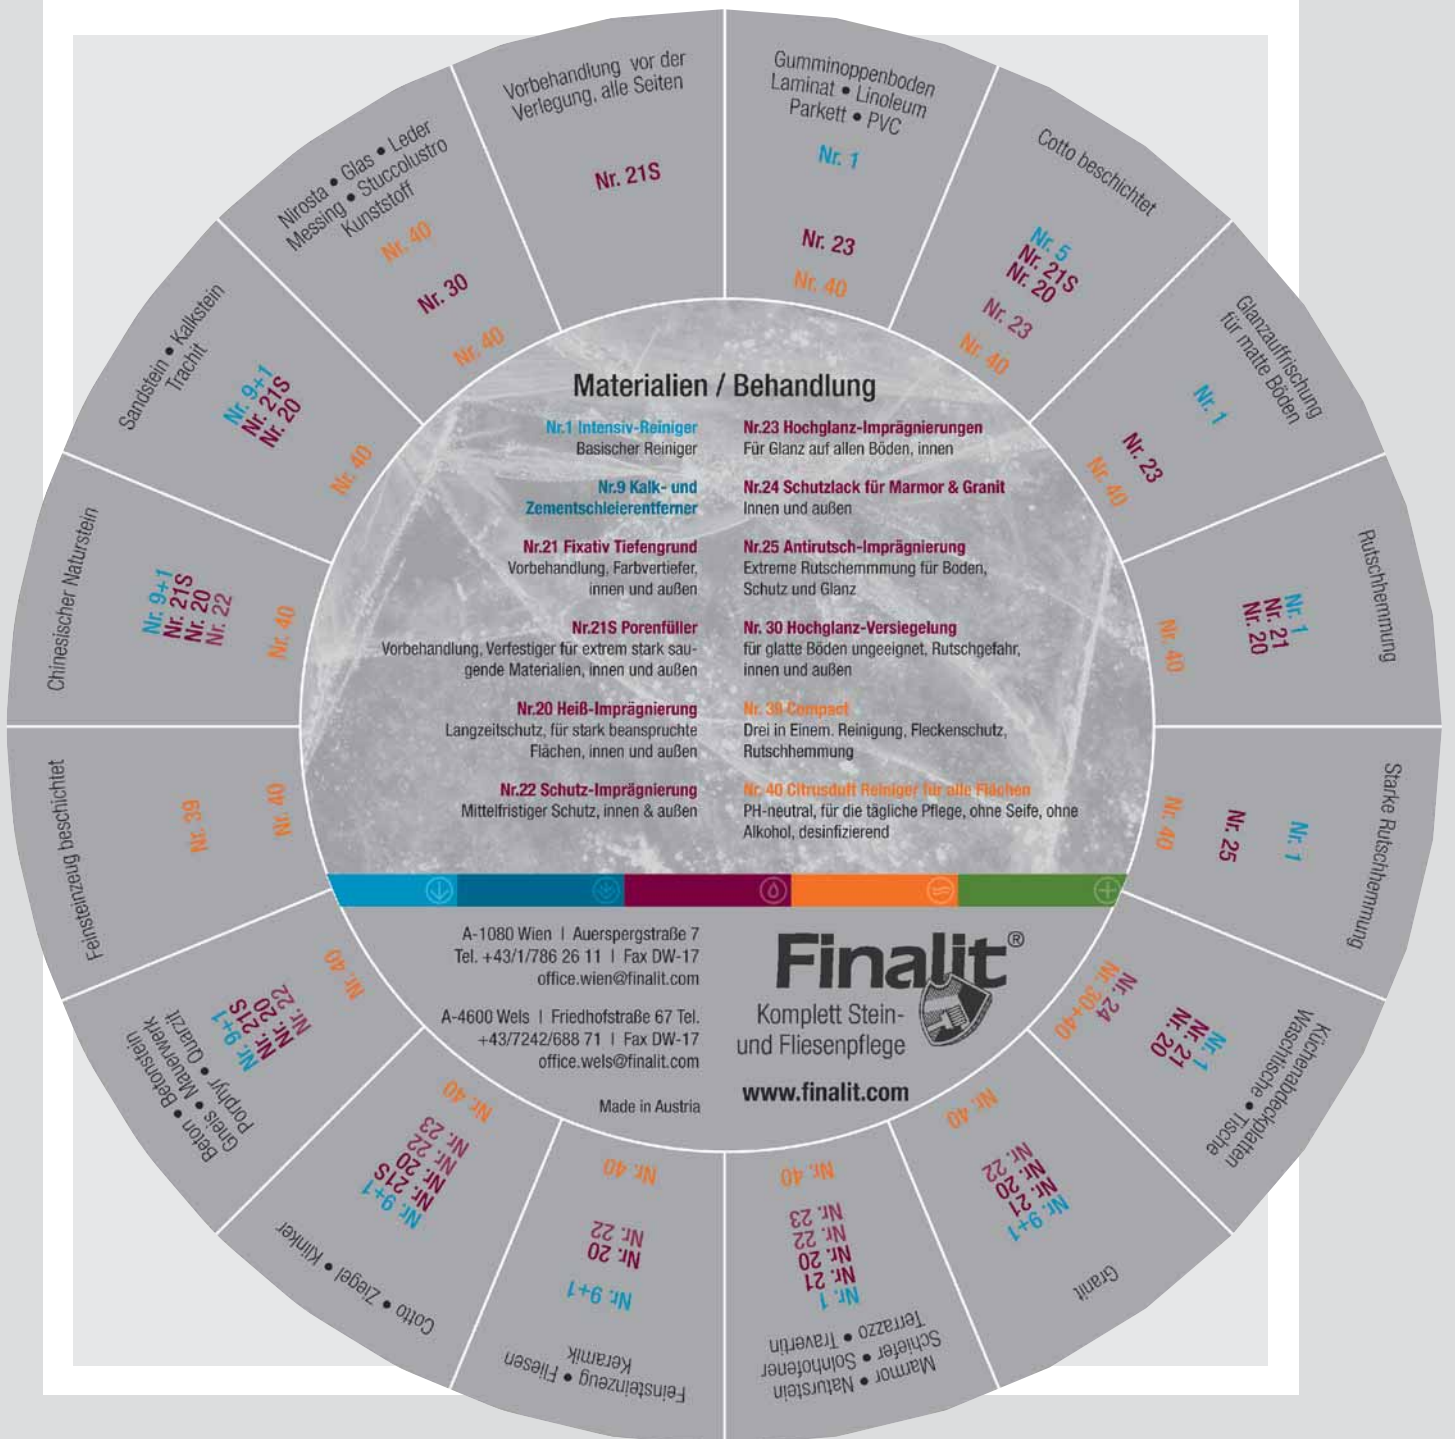 Vorbehandlung vor der
Verlegung, alle Seiten
Nr. 21S
Gumminoppenboden
Laminat • Linoleum
Parkett • PVC
Nr. 1
Nr. 23
Nr. 40
Cotto beschichtet
Nr. 5
Nr. 21S
Nr. 20
Nr. 23
Nr. 40
Glanzauffrischung
für matte Böden
Nr. 1
Nr. 23
Nr. 40
Rutschhemmung
Nr. 1
Nr. 21
Nr. 20
Nr 40
Starke Rutschhemmung
Nr. 1
Nr. 25
Nr. 40
Küchenabdeckplatten
Waschtische • Tische
Nr. 1
Nr. 21
Nr. 20
Nr. 24
Nr. 30+40
Granit
Nr. 9+1
Nr. 21
Nr. 20
Nr. 22
Nr. 40
Marmor • Naturstein
Schiefer • Solnhofener
Terrazzo • Travertin
Nr. 1
Nr. 21
Nr. 20
Nr. 22
Nr. 23
Nr. 40
Feinsteinzeug • Fliesen
Keramik
Nr. 9+1
Nr. 20
Nr. 22
Nr. 40
Cotto • Ziegel • Klinker
Nr. 9+1
Nr. 21S
Nr. 20
Nr. 22
Nr. 23
Nr. 40
Beton • Betonstein
Gneis • Mauerwerk
Porphyr • Quarzit
Nr. 9+1
Nr. 21S
Nr. 20
Nr. 22
Nr. 40
Feinsteinzeug beschichtet
Nr. 39
Nr. 40
Chinesischer Naturstein
Nr. 9+1
Nr. 21S
Nr. 20
Nr. 22
Nr. 40
Sandstein • Kalkstein
Trachit
Nr. 9+1
Nr. 21S
Nr. 20
Nr. 40
Nirosta • Glas • Leder
Messing • Stuccolustro
Kunststoff
Nr. 40
Nr. 30
Nr. 40
Materialien / Behandlung
Nr.1 Intensiv-Reiniger
Basischer Reiniger
Nr.9 Kalk- und
Zementschleierentferner
Nr.21 Fixativ Tiefengrund
Vorbehandlung, Farbvertiefer,
innen und außen
Nr.21S Porenfüller
Vorbehandlung, Verfestiger für extrem stark sau-
gende Materialien, innen und außen
Nr.20 Heiß-Imprägnierung
Langzeitschutz, für stark beanspruchte
Flächen, innen und außen
Nr.22 Schutz-Imprägnierung
Mittelfristiger Schutz, innen & außen
Nr.23 Hochglanz-Imprägnierungen
Für Glanz auf allen Böden, innen
Nr.24 Schutzlack für Marmor & Granit
Innen und außen
Nr.25 Antirutsch-Imprägnierung
Extreme Rutschemmmung für Boden,
Schutz und Glanz
Nr. 30 Hochglanz-Versiegelung
für glatte Böden ungeeignet, Rutschgefahr,
innen und außen
Nr. 39 Compact
Drei in Einem. Reinigung, Fleckenschutz,
Rutschhemmung
Nr. 40 Citrusduft Reiniger für alle Flächen
PH-neutral, für die tägliche Pflege, ohne Seife, ohne
Alkohol, desinfizierend
A-1080 Wien | Auerspergstraße 7
Tel. +43/1/786 26 11 | Fax DW-17
office.wien@finalit.com
A-4600 Wels | Friedhofstraße 67 Tel.
+43/7242/688 71 | Fax DW-17
office.wels@finalit.com
Made in Austria
Finalit®
Komplett Stein-
und Fliesenpflege
www.finalit.com